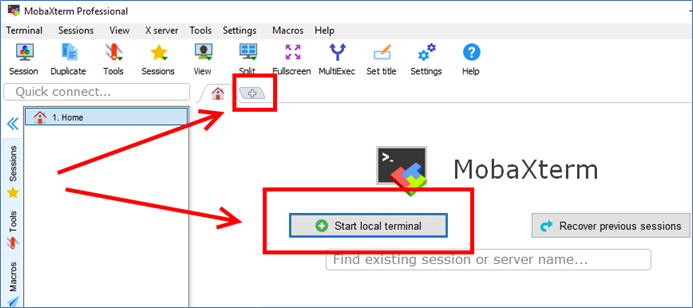 MobaXterm Professional
Terminal Sessions View X server Tools Settings Macros Help
Session Duplicate Tools Sessions View Split Fullscreen MultiExec Set title Settings Help
Quick connect...
1. Home
Sessions
Tools
Macros
>_
MobaXterm
Start local terminal
Recover previous sessions
Find existing session or server name...